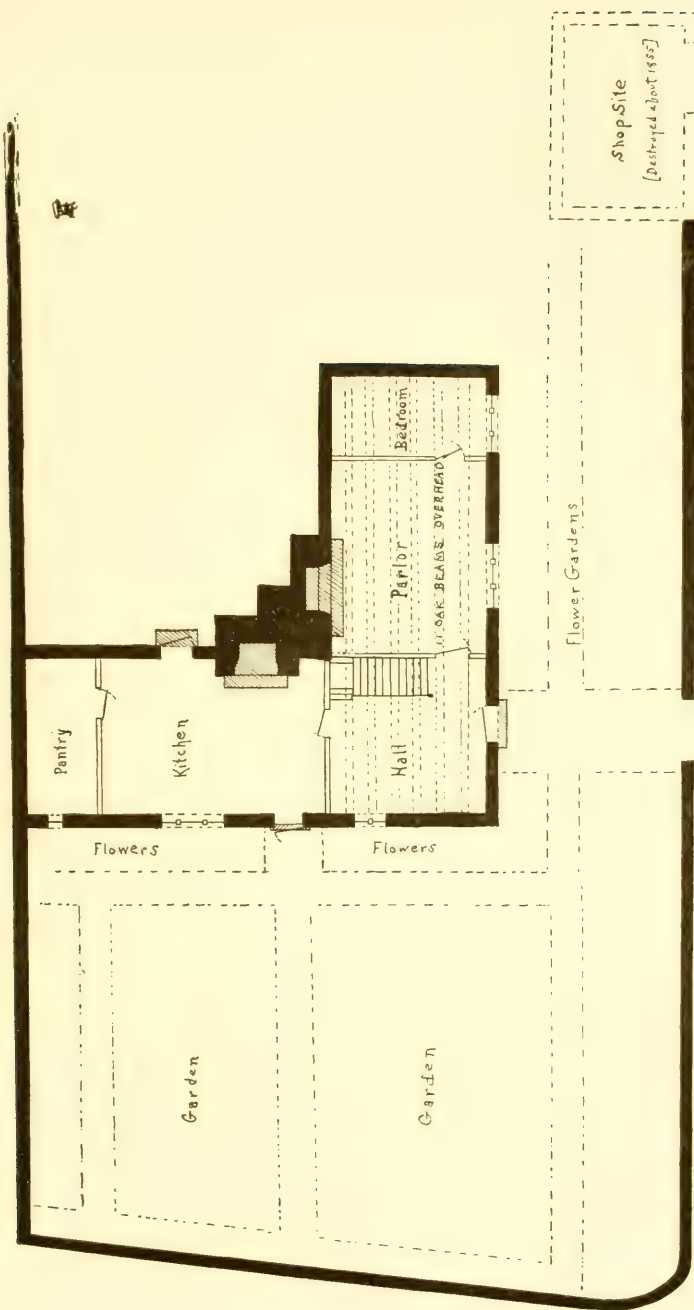 Shop Site
[Destroyed about 1855]
Bedroom
Parlor
OAK BEAMS OVERHEAD
Flower Gardens
Pantry
Kitchen
Hall
Flowers
Flowers
Garden
Garden